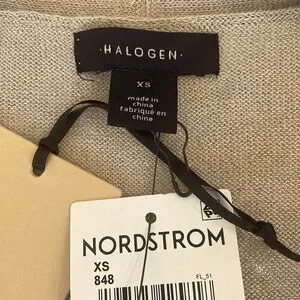 ·HALOGEN·
XS
made in
china
fabriqué en
chine
NORDSTROM
XS
848
FL_51